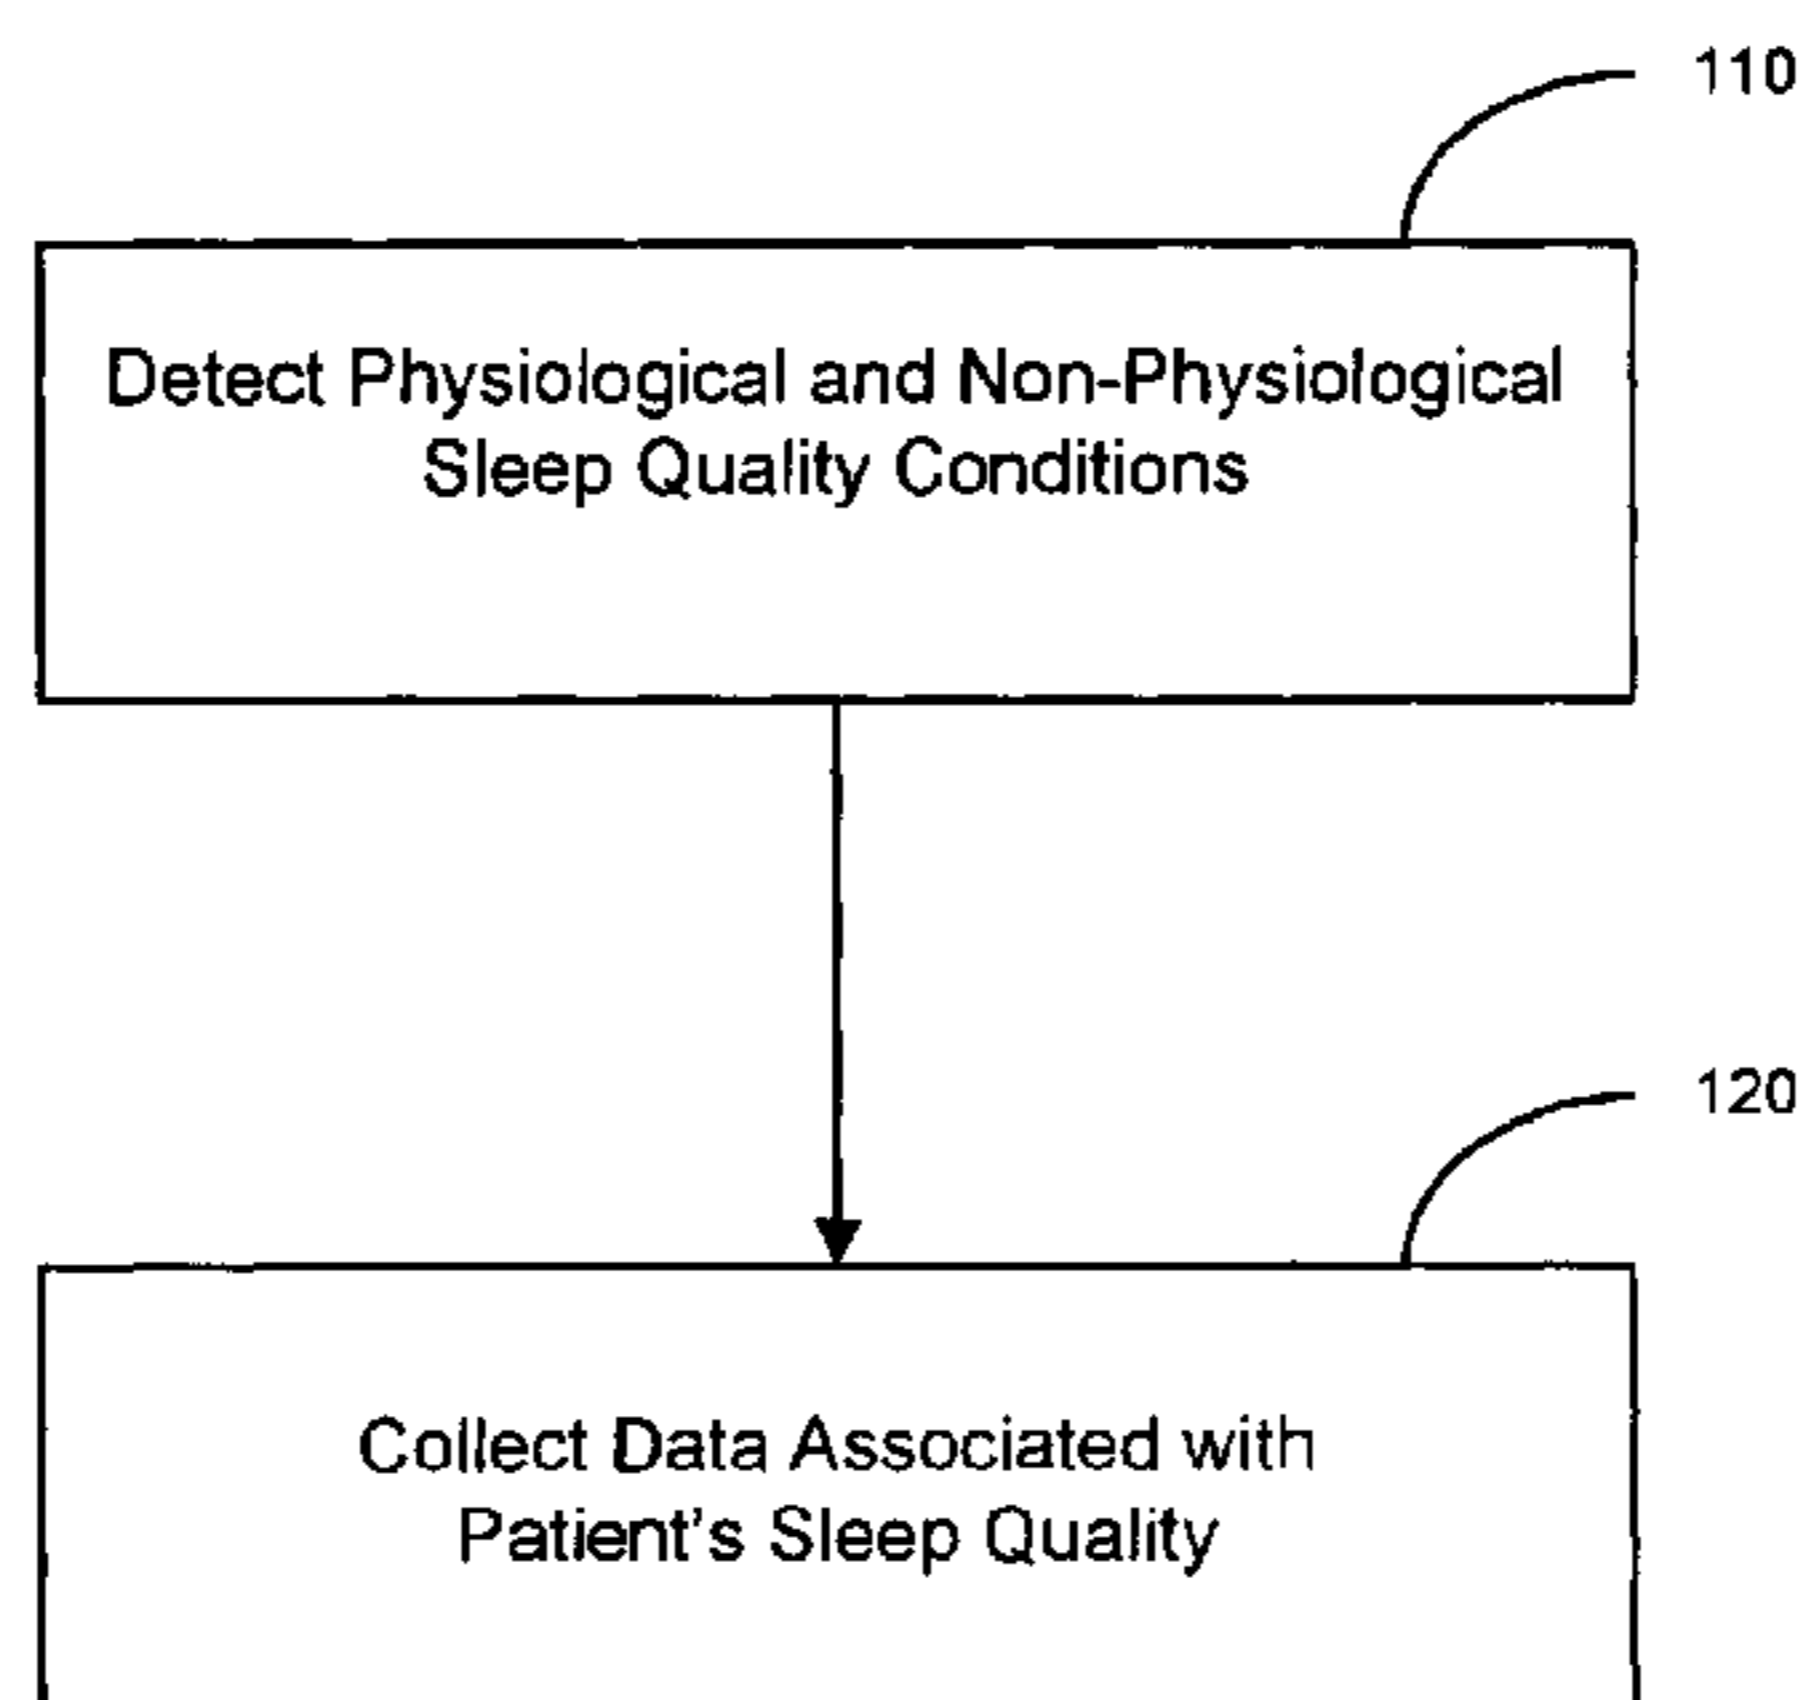 110
Detect Physiological and Non-Physiological
Sleep Quality Conditions
120
Collect Data Associated with
Patient's Sleep Quality